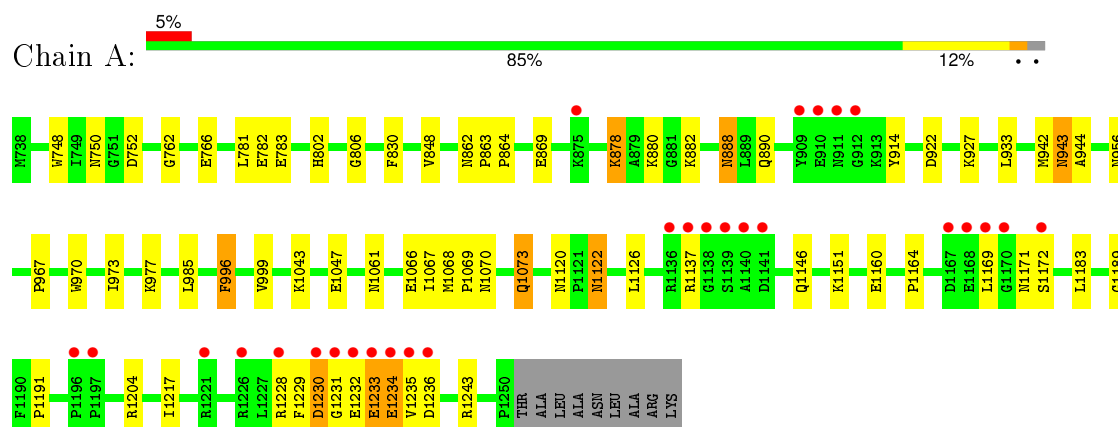 5%
Chain A:
85%
12%
M738 W748 I749 N750 G751 D752 G762 E766 L781 E782 E783 H802 G806 F830 V848 N862 P863 P864 E869 K875 K878 A879 K880 G881 K882 N888 L889 Q890 Y909 E910 N911 G912 K913 Y914 D922 K927 L933 M942 N943 A944 N956
P967 W970 I973 K977 L985 F996 V999 K1043 E1047 N1061 E1066 I1067 M1068 P1069 N1070 Q1073 N1120 P1121 N1122 L1126 R1136 R1137 G1138 S1139 A1140 D1141 Q1146 K1151 E1160 P1164 D1167 E1168 L1169 G1170 N1171 S1172 L1183 G1189
F1190 P1191 P1196 P1197 R1204 I1217 R1221 R1226 L1227 R1228 F1229 D1230 G1231 E1232 E1233 E1234 V1235 D1236 R1243 P1250 THR ALA LEU ALA ASN LEU ALA ARG LYS